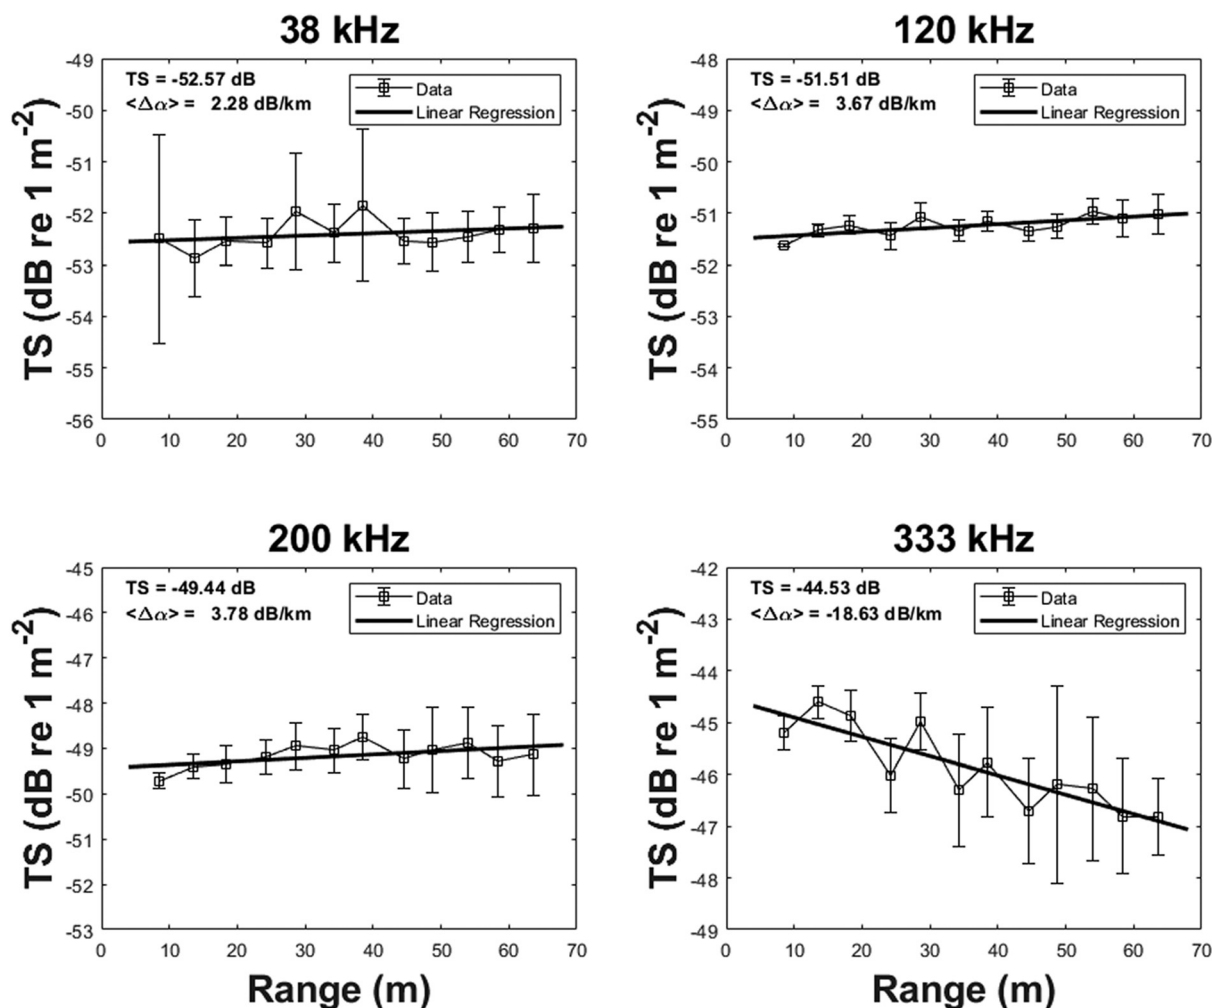 38 kHz
TS (dB re 1 m-2)
-49
-50
-51
-52
-53
-54
-55
-56
TS = -52.57 dB
<Δα> = 2.28 dB/km
Data
Linear Regression
0 10 20 30 40 50 60 70
120 kHz
TS (dB re 1 m-2)
-48
-49
-50
-51
-52
-53
-54
-55
TS = -51.51 dB
<Δα> = 3.67 dB/km
Data
Linear Regression
0 10 20 30 40 50 60 70
200 kHz
TS (dB re 1 m-2)
-45
-46
-47
-48
-49
-50
-51
-52
-53
TS = -49.44 dB
<Δα> = 3.78 dB/km
Data
Linear Regression
0 10 20 30 40 50 60 70
Range (m)
333 kHz
TS (dB re 1 m-2)
-42
-43
-44
-45
-46
-47
-48
-49
TS = -44.53 dB
<Δα> = -18.63 dB/km
Data
Linear Regression
0 10 20 30 40 50 60 70
Range (m)